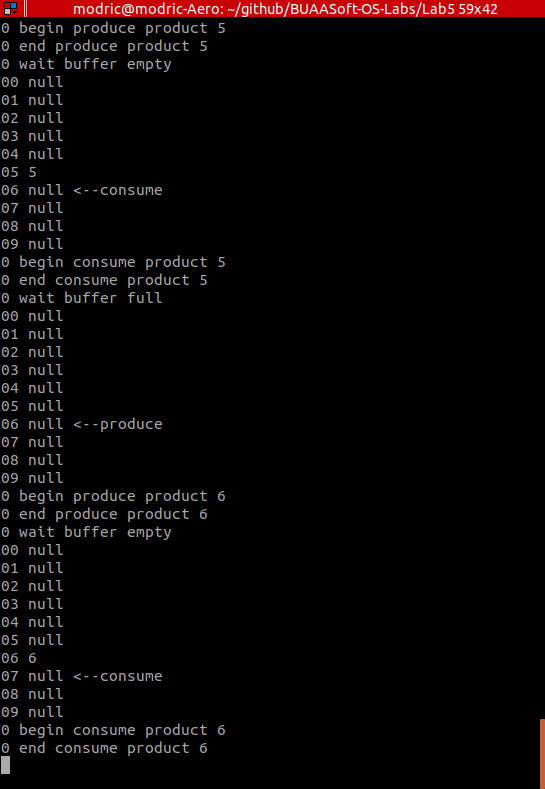 modric@modric-Aero: ~/github/BUAASoft-OS-Labs/Lab5 59x42
0 begin produce product 5
0 end produce product 5
0 wait buffer empty
00 null
01 null
02 null
03 null
04 null
05 5
06 null <--consume
07 null
08 null
09 null
0 begin consume product 5
0 end consume product 5
0 wait buffer full
00 null
01 null
02 null
03 null
04 null
05 null
06 null <--produce
07 null
08 null
09 null
0 begin produce product 6
0 end produce product 6
0 wait buffer empty
00 null
01 null
02 null
03 null
04 null
05 null
06 6
07 null <--consume
08 null
09 null
0 begin consume product 6
0 end consume product 6